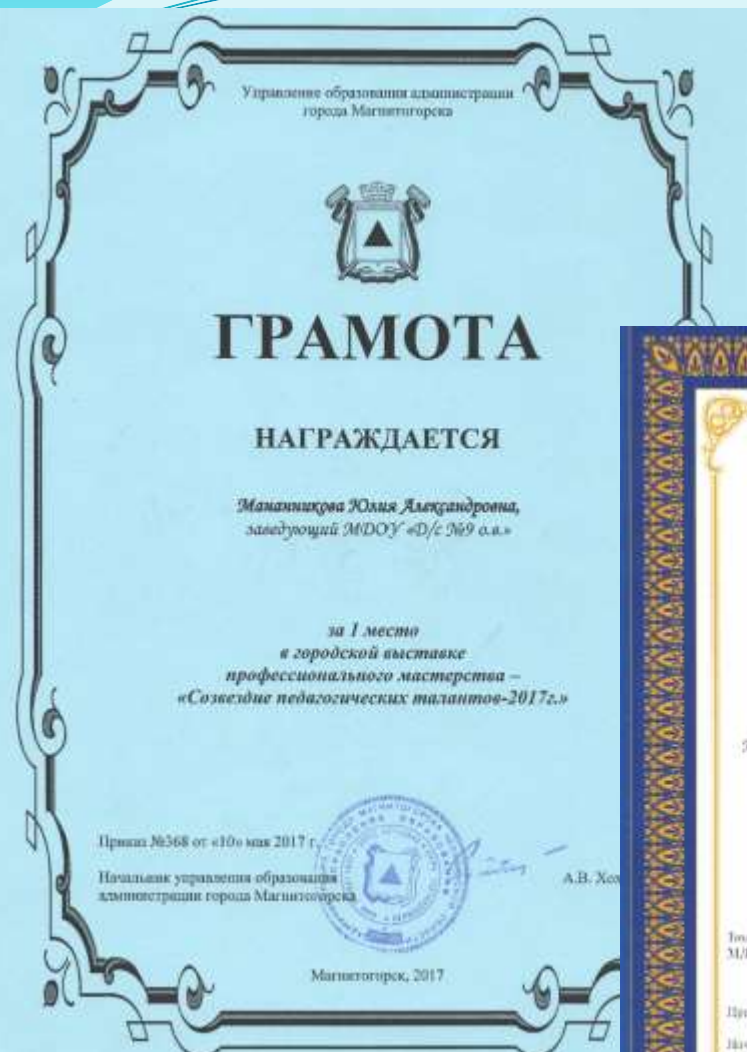 Управление образования администрации
города Магнитогорска
ГРАМОТА
НАГРАЖДАЕТСЯ
Мананникова Юлия Александровна,
заведующий МДОУ «Д/с №9 о.в.»
за 1 место
в городской выставке
профессионального мастерства –
«Созвездие педагогических талантов-2017г.»
Приказ №368 от «10» мая 2017 г.
Начальник управления образования
администрации города Магнитогорска
А.В. Хо
Магнитогорск, 2017